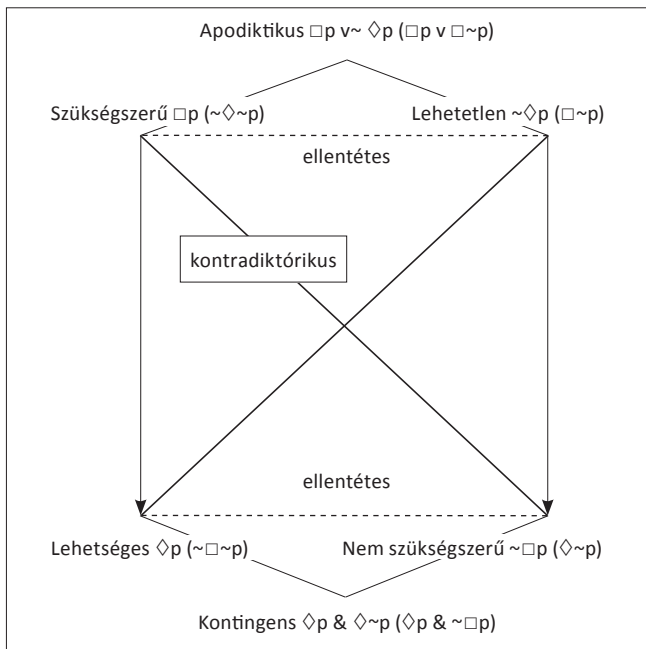 Apodiktikus □p v~ ◇p (□p v □~p)
Szükségszerű □p (~◇~p)
Lehetetlen ~◇p (□~p)
ellentétes
kontradiktórikus
ellentétes
Lehetséges ◇p (~□~p)
Nem szükségszerű ~□p (◇~p)
Kontingens ◇p & ◇~p (◇p & ~□p)